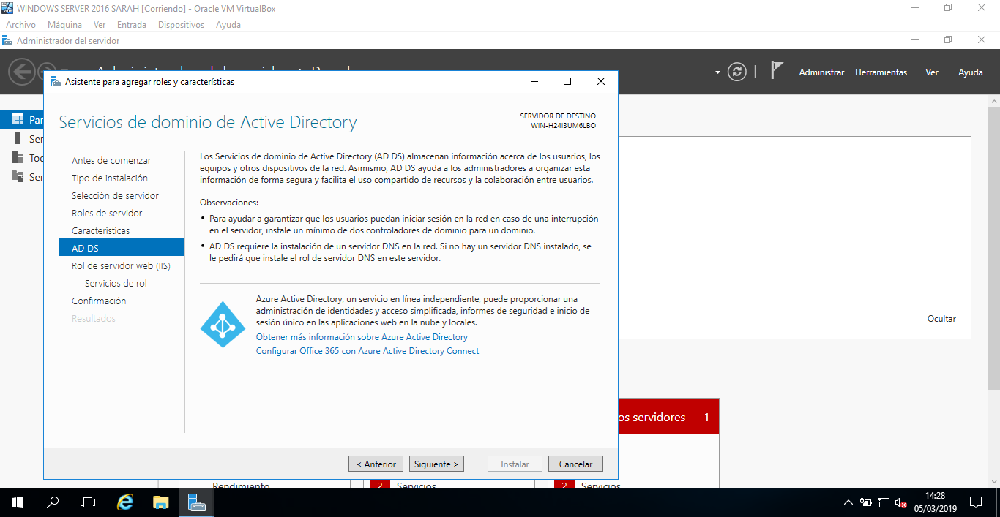 WINDOWS SERVER 2016 SARAH [Corriendo] - Oracle VM VirtualBox
Archivo Máquina Ver Entrada Dispositivos Ayuda
Administrador del servidor
Administrar Herramientas Ver Ayuda
Asistente para agregar roles y características
Servicios de dominio de Active Directory
SERVIDOR DE DESTINO
WIN-H24I3UM6LBO
Par
Ser
Tod
Ser
Antes de comenzar
Tipo de instalación
Selección de servidor
Roles de servidor
Características
AD DS
Rol de servidor web (IIS)
Servicios de rol
Confirmación
Resultados
Los Servicios de dominio de Active Directory (AD DS) almacenan información acerca de los usuarios, los
equipos y otros dispositivos de la red. Asimismo, AD DS ayuda a los administradores a organizar esta
información de forma segura y facilita el uso compartido de recursos y la colaboración entre usuarios.
Observaciones:
• Para ayudar a garantizar que los usuarios puedan iniciar sesión en la red en caso de una interrupción
en el servidor, instale un mínimo de dos controladores de dominio para un dominio.
• AD DS requiere la instalación de un servidor DNS en la red. Si no hay un servidor DNS instalado, se
le pedirá que instale el rol de servidor DNS en este servidor.
Azure Active Directory, un servicio en línea independiente, puede proporcionar una
administración de identidades y acceso simplificada, informes de seguridad e inicio de
sesión único en las aplicaciones web en la nube y locales.
Obtener más información sobre Azure Active Directory
Configurar Office 365 con Azure Active Directory Connect
Ocultar
os servidores 1
< Anterior Siguiente > Instalar Cancelar
Rendimiento 2 Servicios 2 Servicios
14:28
05/03/2019